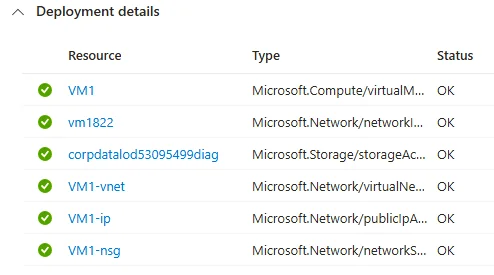 Deployment details
Resource Type Status
VM1 Microsoft.Compute/virtualM... OK
vm1822 Microsoft.Network/networkI... OK
corpdatalod53095499diag Microsoft.Storage/storageAc... OK
VM1-vnet Microsoft.Network/virtualNe... OK
VM1-ip Microsoft.Network/publicIpA... OK
VM1-nsg Microsoft.Network/networkS... OK